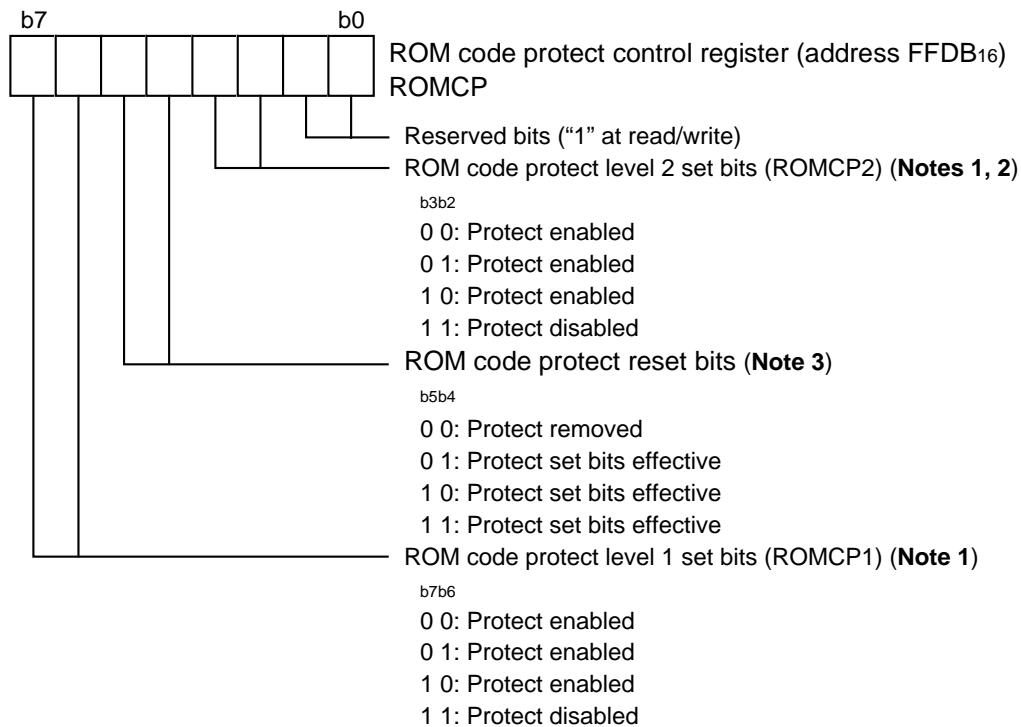 b7 b0
ROM code protect control register (address FFDB16)
ROMCP
Reserved bits (“1” at read/write)
ROM code protect level 2 set bits (ROMCP2) (Notes 1, 2)
b3b2
0 0: Protect enabled
0 1: Protect enabled
1 0: Protect enabled
1 1: Protect disabled
ROM code protect reset bits (Note 3)
b5b4
0 0: Protect removed
0 1: Protect set bits effective
1 0: Protect set bits effective
1 1: Protect set bits effective
ROM code protect level 1 set bits (ROMCP1) (Note 1)
b7b6
0 0: Protect enabled
0 1: Protect enabled
1 0: Protect enabled
1 1: Protect disabled